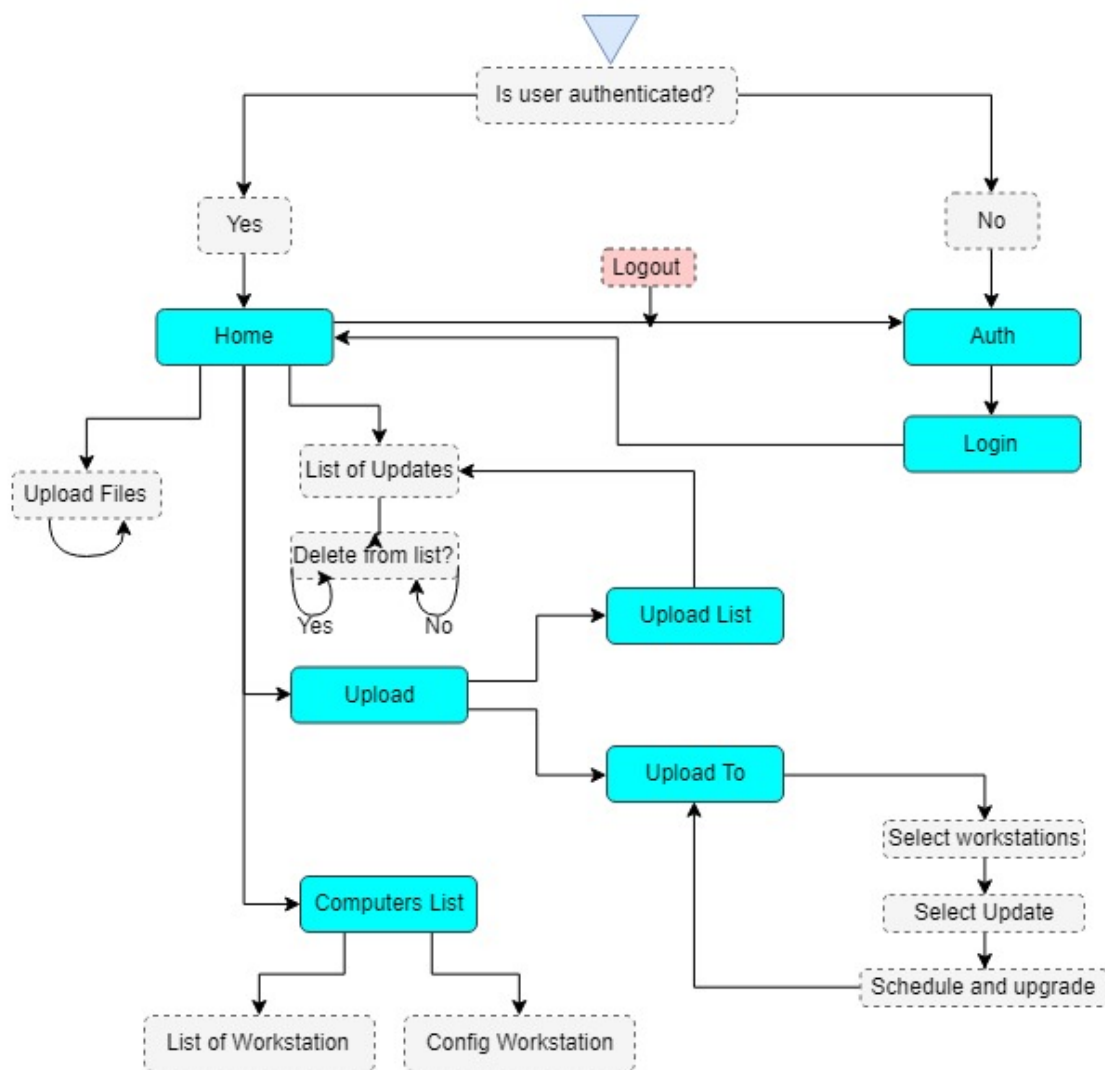 Is user authenticated?
Yes
No
Logout
Home
Auth
Login
List of Updates
Upload Files
Delete from list?
Yes
No
Upload List
Upload
Upload To
Select workstations
Computers List
Select Update
Schedule and upgrade
List of Workstation
Config Workstation